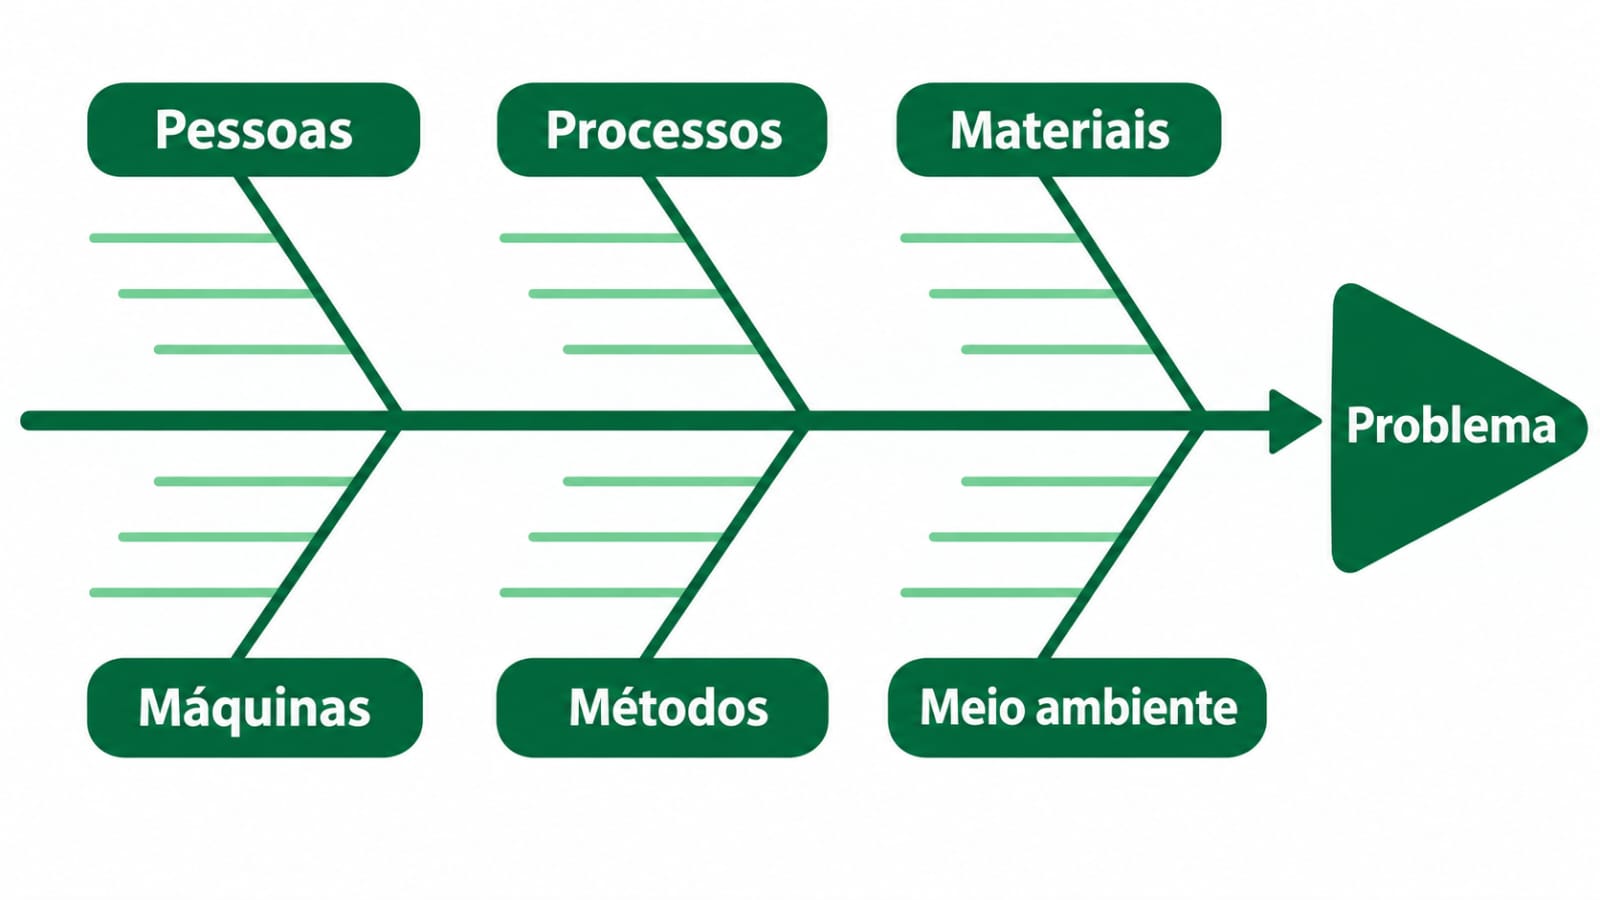 Pessoas
Processos
Materiais
Problema
Máquinas
Métodos
Meio ambiente